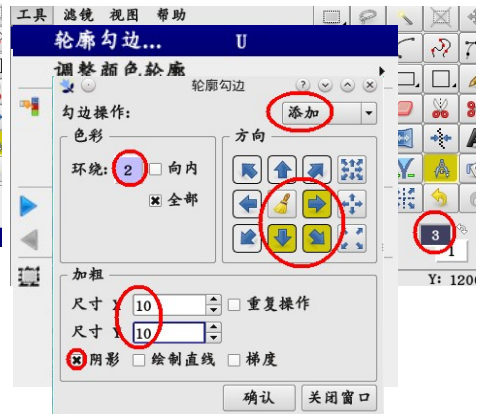 工具 滤镜 视图 帮助
轮廓勾边... U
调整颜色轮廓
轮廓勾边
勾边操作: 添加
色彩
方向
环绕: 2 向内
全部
加粗
尺寸 X 10 重复操作
尺寸 Y 10
阴影 绘制直线 梯度
确认 关闭窗口
3
1
Y: 1200